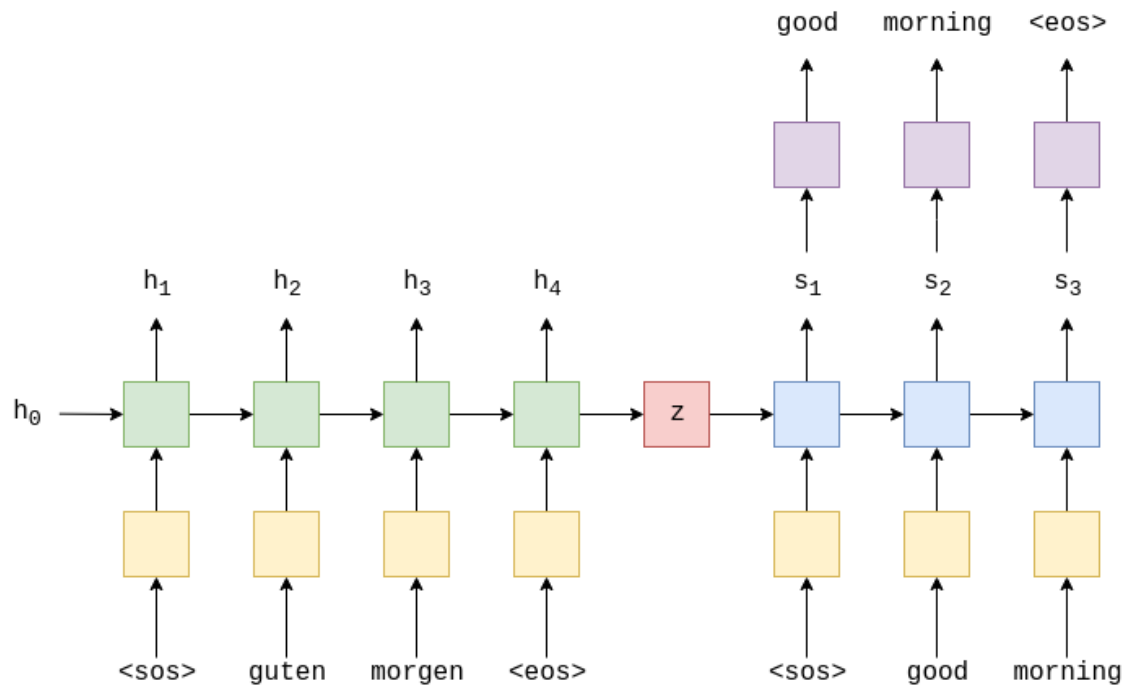 good morning <eos>
h₁ h₂ h₃ h₄ s₁ s₂ s₃
h₀ z
<sos> guten morgen <eos> <sos> good morning